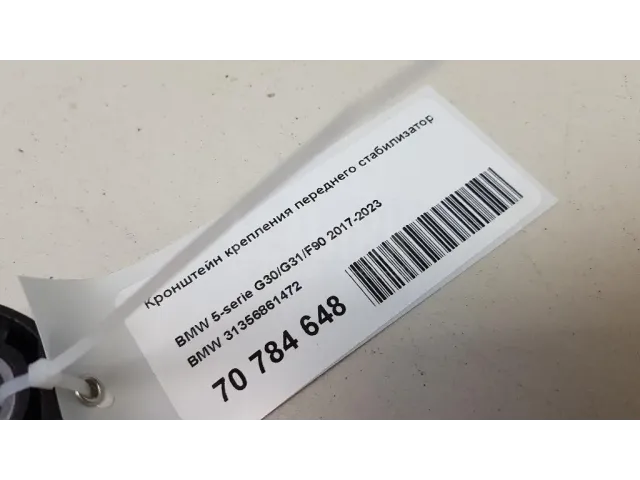 Кронштейн крепления переднего стабилизатор
BMW 5-serie G30/G31/F90 2017-2023
BMW 31356861472
70 784 648